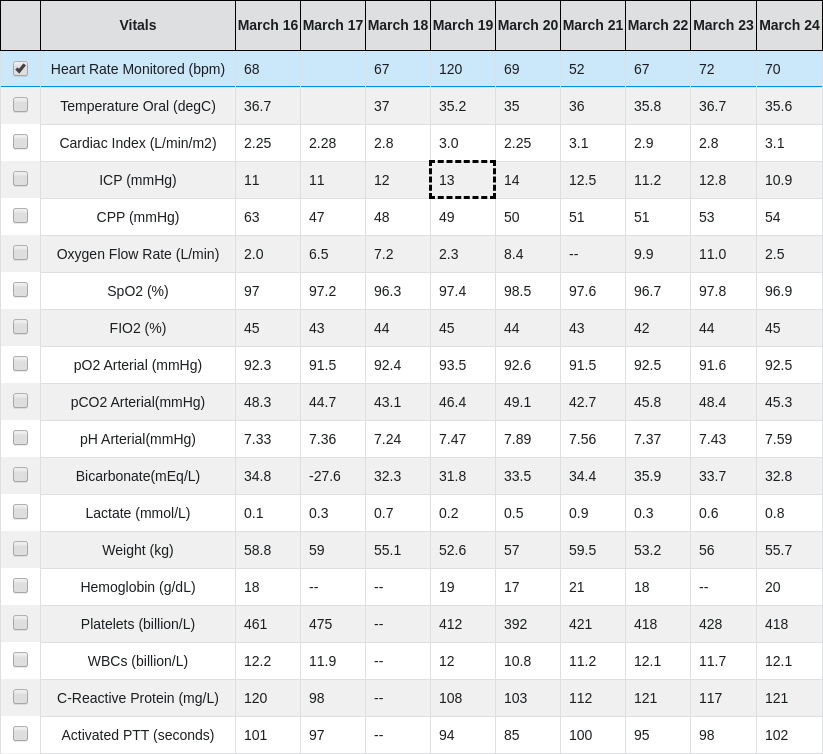 Vitals March 16 March 17 March 18 March 19 March 20 March 21 March 22 March 23 March 24
Heart Rate Monitored (bpm) 68 67 120 69 52 67 72 70
Temperature Oral (degC) 36.7 37 35.2 35 36 35.8 36.7 35.6
Cardiac Index (L/min/m2) 2.25 2.28 2.8 3.0 2.25 3.1 2.9 2.8 3.1
ICP (mmHg) 11 11 12 13 14 12.5 11.2 12.8 10.9
CPP (mmHg) 63 47 48 49 50 51 51 53 54
Oxygen Flow Rate (L/min) 2.0 6.5 7.2 2.3 8.4 -- 9.9 11.0 2.5
SpO2 (%) 97 97.2 96.3 97.4 98.5 97.6 96.7 97.8 96.9
FIO2 (%) 45 43 44 45 44 43 42 44 45
pO2 Arterial (mmHg) 92.3 91.5 92.4 93.5 92.6 91.5 92.5 91.6 92.5
pCO2 Arterial(mmHg) 48.3 44.7 43.1 46.4 49.1 42.7 45.8 48.4 45.3
pH Arterial(mmHg) 7.33 7.36 7.24 7.47 7.89 7.56 7.37 7.43 7.59
Bicarbonate(mEq/L) 34.8 -27.6 32.3 31.8 33.5 34.4 35.9 33.7 32.8
Lactate (mmol/L) 0.1 0.3 0.7 0.2 0.5 0.9 0.3 0.6 0.8
Weight (kg) 58.8 59 55.1 52.6 57 59.5 53.2 56 55.7
Hemoglobin (g/dL) 18 -- -- 19 17 21 18 -- 20
Platelets (billion/L) 461 475 -- 412 392 421 418 428 418
WBCs (billion/L) 12.2 11.9 -- 12 10.8 11.2 12.1 11.7 12.1
C-Reactive Protein (mg/L) 120 98 -- 108 103 112 121 117 121
Activated PTT (seconds) 101 97 -- 94 85 100 95 98 102